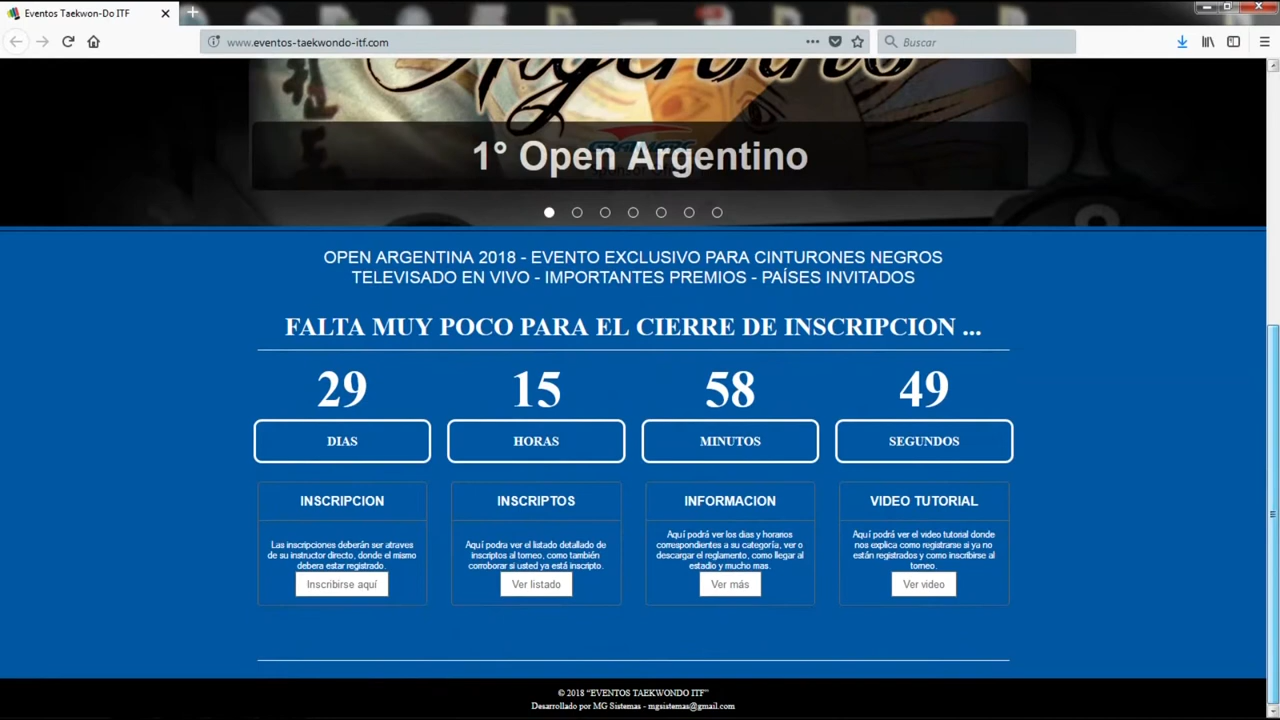 Eventos Taekwon-Do ITF
www.eventos-taekwondo-itf.com
Buscar
Argentino
1° Open Argentino
OPEN ARGENTINA 2018 - EVENTO EXCLUSIVO PARA CINTURONES NEGROS
TELEVISADO EN VIVO - IMPORTANTES PREMIOS - PAÍSES INVITADOS
FALTA MUY POCO PARA EL CIERRE DE INSCRIPCION ...
29 15 58 49
DIAS HORAS MINUTOS SEGUNDOS
INSCRIPCION
Las inscripciones deberán ser atraves
de su instructor directo, donde el mismo
debera estar registrado.
Inscribirse aquí
INSCRIPTOS
Aquí podra ver el listado detallado de
inscriptos al torneo, como también
corroborar si usted ya está inscripto.
Ver listado
INFORMACION
Aquí podrá ver los dias y horarios
correspondientes a su categoría, ver o
descargar el reglamento, como llegar al
estadio y mucho mas.
Ver más
VIDEO TUTORIAL
Aquí podrá ver el video tutorial donde
nos explica como registrarse si ya no
están registrados y como inscribirse al
torneo.
Ver video
© 2018 “EVENTOS TAEKWONDO ITF”
Desarrollado por MG Sistemas - mgsistemas@gmail.com